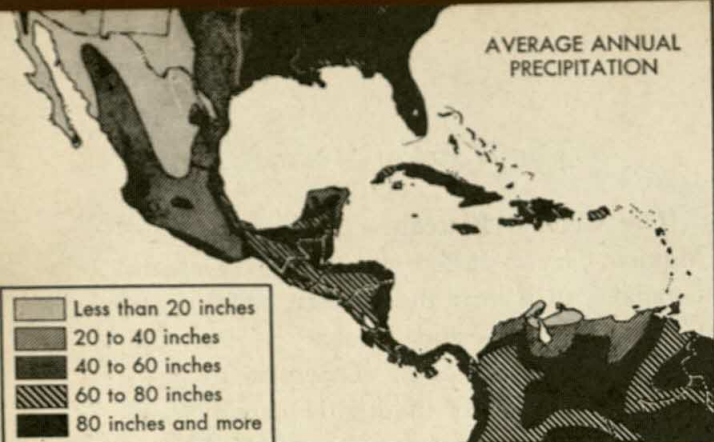 AVERAGE ANNUAL
PRECIPITATION
Less than 20 inches
20 to 40 inches
40 to 60 inches
60 to 80 inches
80 inches and more